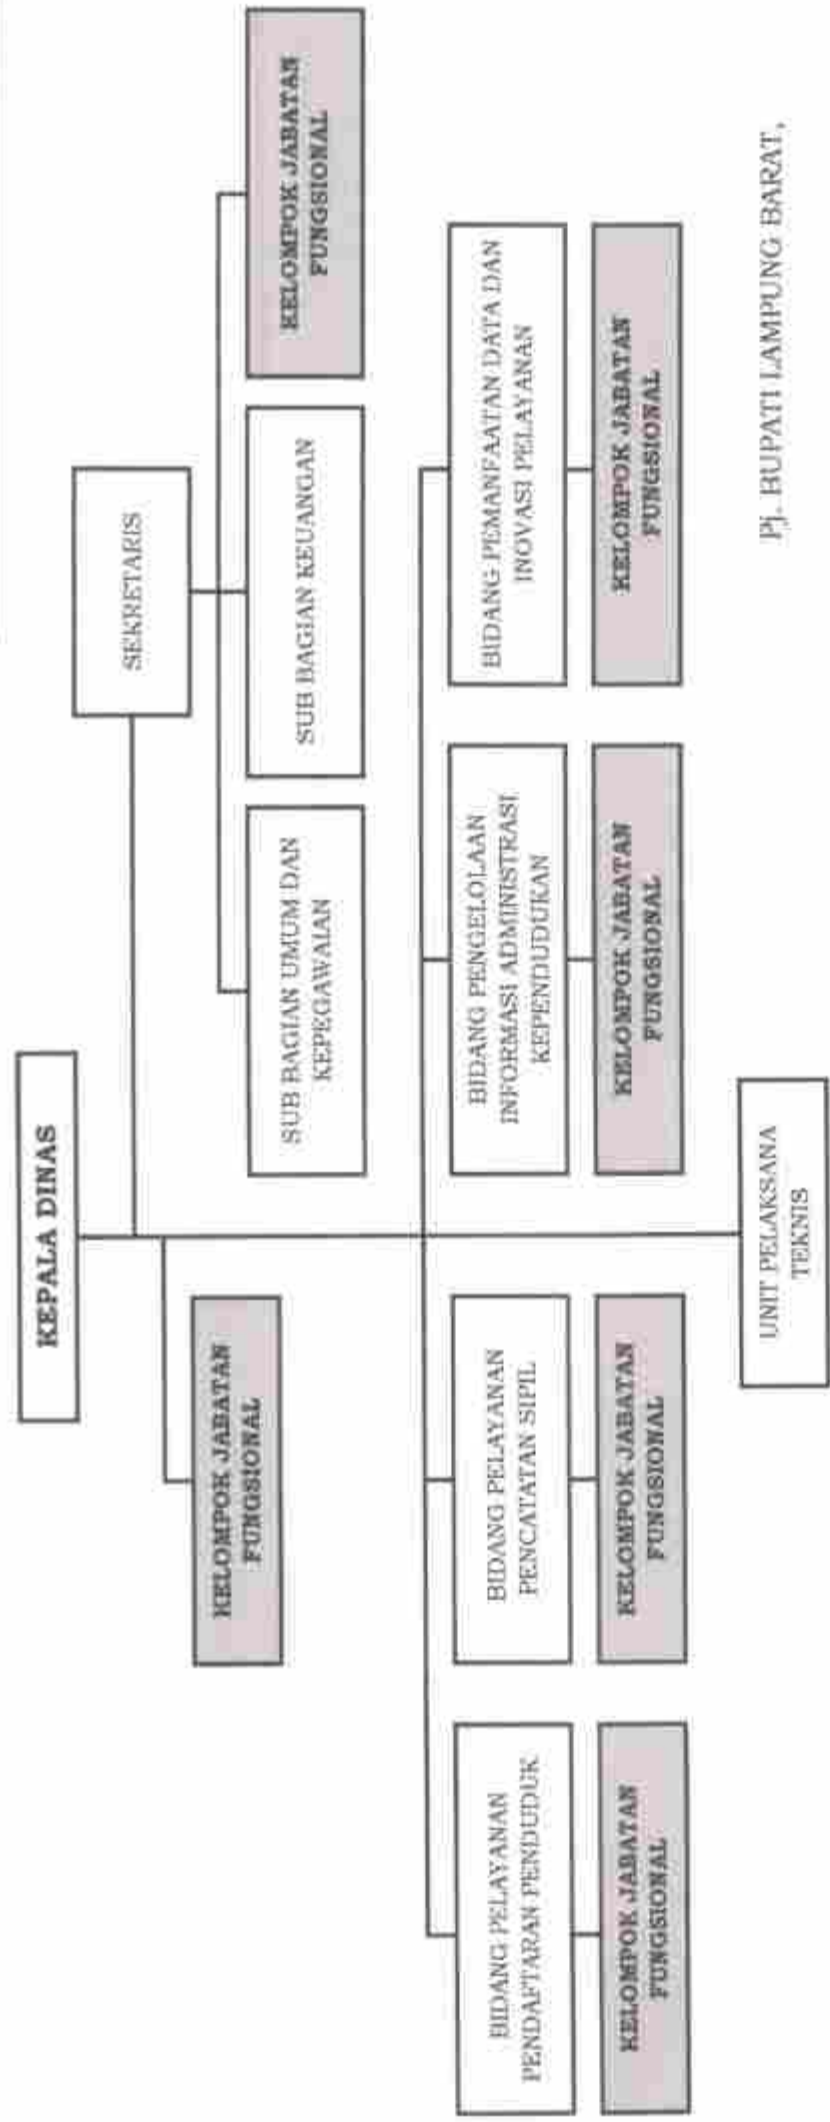 KEPALA DINAS
SEKRETARIS
KELOMPOK JABATAN
FUNGSIONAL
SUB BAGIAN UMUM DAN
KEPEGAWAIAN
SUB BAGIAN KEUANGAN
KELOMPOK JABATAN
FUNGSIONAL
BIDANG PELAYANAN
PENDAFTARAN PENDUDUK
BIDANG PELAYANAN
PENCATATAN SIPIL
BIDANG PENGELOLAAN
INFORMASI ADMINISTRASI
KEPENDUDUKAN
BIDANG PEMANFAATAN DATA DAN
INOVASI PELAYANAN
KELOMPOK JABATAN
FUNGSIONAL
KELOMPOK JABATAN
FUNGSIONAL
KELOMPOK JABATAN
FUNGSIONAL
KELOMPOK JABATAN
FUNGSIONAL
UNIT PELAKSANA
TEKNIS
Pj. BUPATI LAMPUNG BARAT,